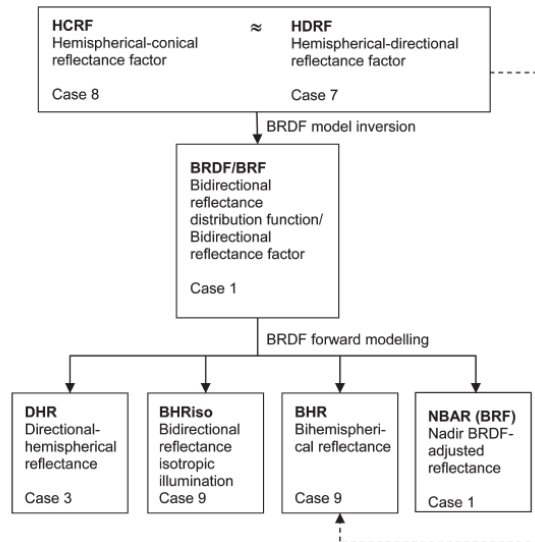 HCRF
Hemispherical-conical
reflectance factor
Case 8
≈
HDRF
Hemispherical-directional
reflectance factor
Case 7
BRDF model inversion
BRDF/BRF
Bidirectional
reflectance
distribution function/
Bidirectional
reflectance factor
Case 1
BRDF forward modelling
DHR
Directional-
hemispherical
reflectance
Case 3
BHRiso
Bidirectional
reflectance
isotropic
illumination
Case 9
BHR
Bihemispheri-
cal reflectance
Case 9
NBAR (BRF)
Nadir BRDF-
adjusted
reflectance
Case 1